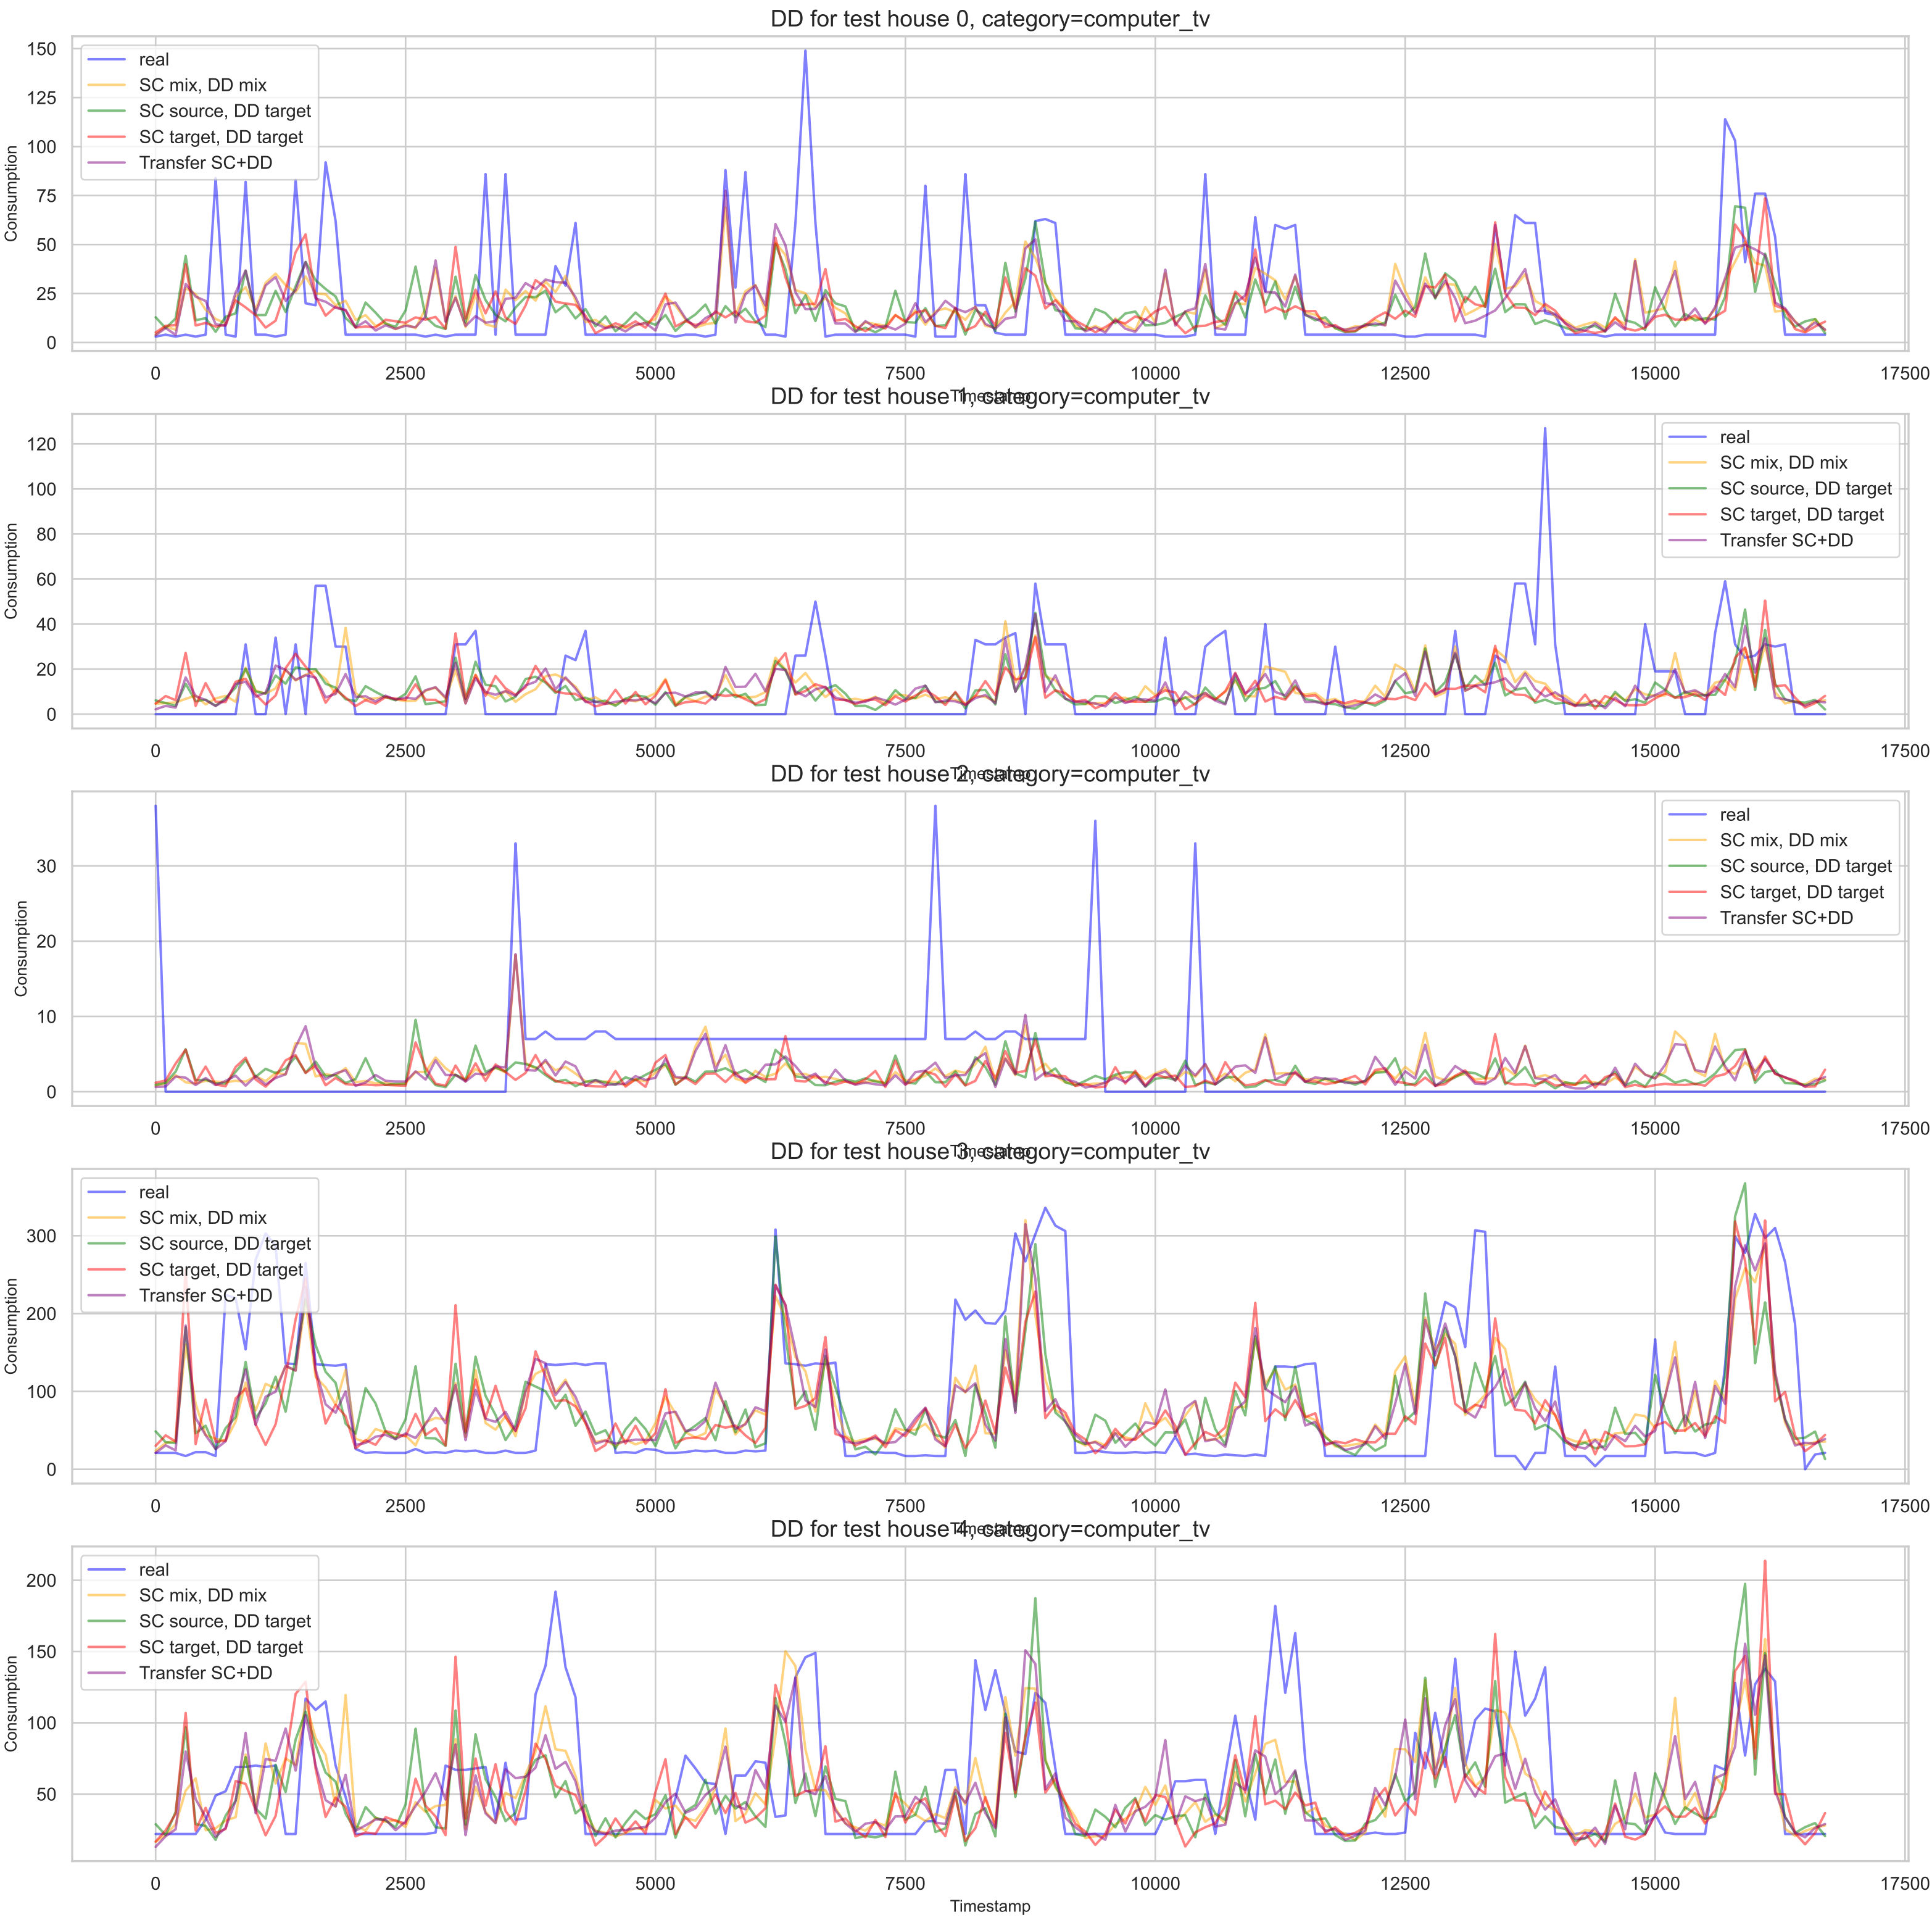 DD for test house 0, category=computer_tv
150
125
100
75
50
25
0
Consumption
real
SC mix, DD mix
SC source, DD target
SC target, DD target
Transfer SC+DD
0 2500 5000 7500 10000 12500 15000 17500
Timestamp
DD for test house 1, category=computer_tv
120
100
80
60
40
20
0
Consumption
real
SC mix, DD mix
SC source, DD target
SC target, DD target
Transfer SC+DD
0 2500 5000 7500 10000 12500 15000 17500
Timestamp
DD for test house 2, category=computer_tv
30
20
10
0
Consumption
real
SC mix, DD mix
SC source, DD target
SC target, DD target
Transfer SC+DD
0 2500 5000 7500 10000 12500 15000 17500
Timestamp
DD for test house 3, category=computer_tv
300
200
100
0
Consumption
real
SC mix, DD mix
SC source, DD target
SC target, DD target
Transfer SC+DD
0 2500 5000 7500 10000 12500 15000 17500
Timestamp
DD for test house 4, category=computer_tv
200
150
100
50
Consumption
real
SC mix, DD mix
SC source, DD target
SC target, DD target
Transfer SC+DD
0 2500 5000 7500 10000 12500 15000 17500
Timestamp